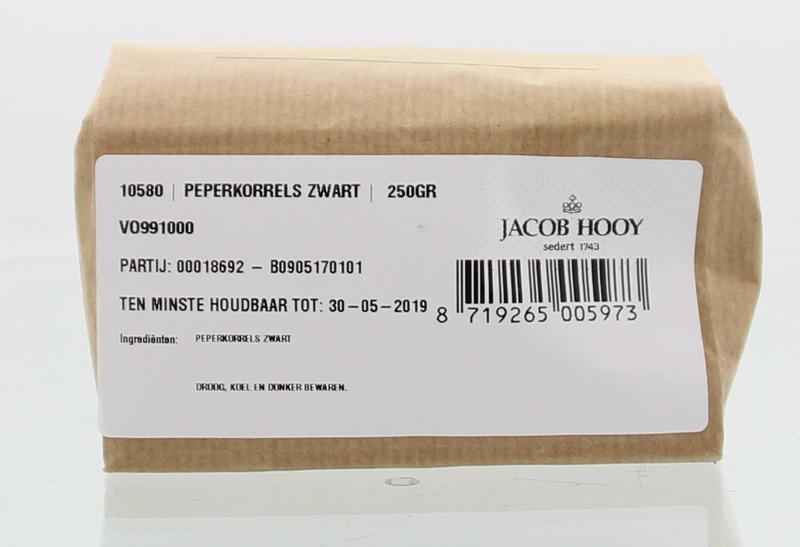 10580 | PEPERKORRELS ZWART | 250GR
VO991000
PARTIJ: 00018692 – B0905170101
TEN MINSTE HOUDBAAR TOT: 30-05-2019
Ingrediënten: PEPERKORRELS ZWART
DROOG, KOEL EN DONKER BEWAREN.
JACOB HOOY
sedert 1743
8 719265 005973